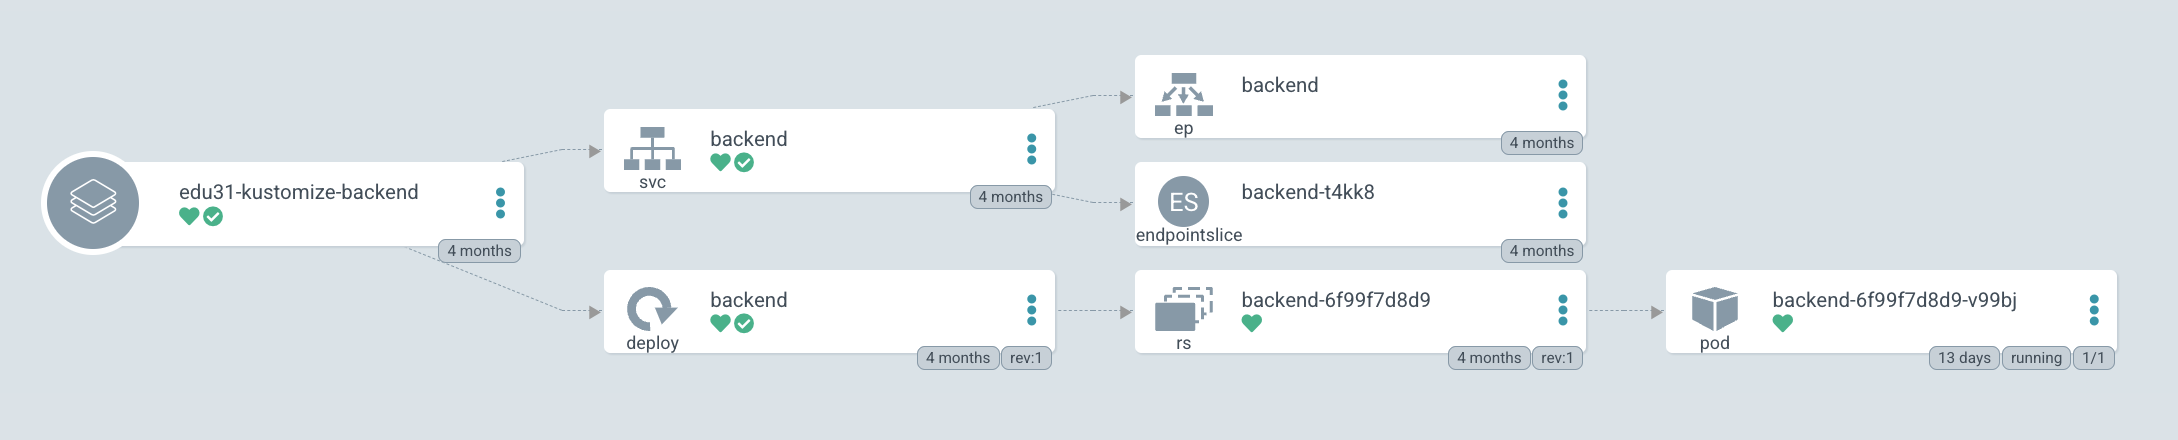 edu31-kustomize-backend
4 months
backend
svc
4 months
backend
deploy
4 months
rev:1
backend
ep
4 months
ES
backend-t4kk8
endpointslice
4 months
backend-6f99f7d8d9
rs
4 months
rev:1
backend-6f99f7d8d9-v99bj
pod
13 days
running
1/1